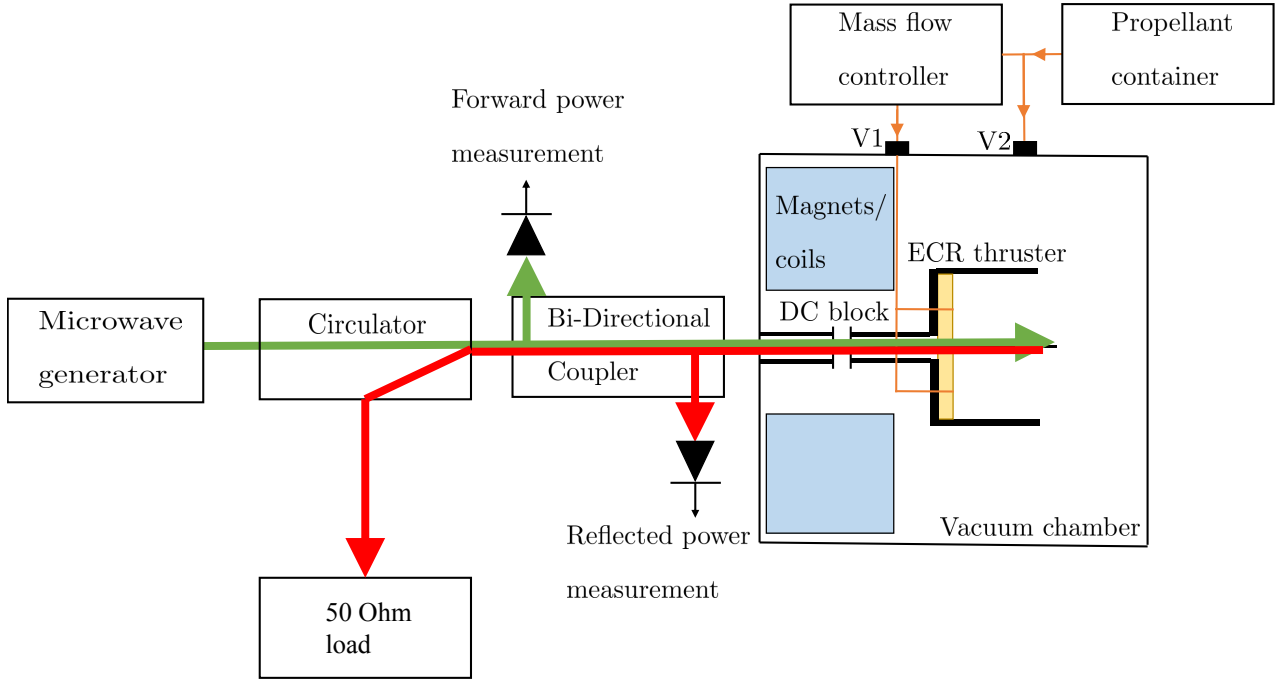 Mass flow
controller
Propellant
container
Forward power
measurement
V1
V2
Magnets/
coils
ECR thruster
DC block
Microwave
generator
Circulator
Bi-Directional
Coupler
Reflected power
measurement
Vacuum chamber
50 Ohm
load